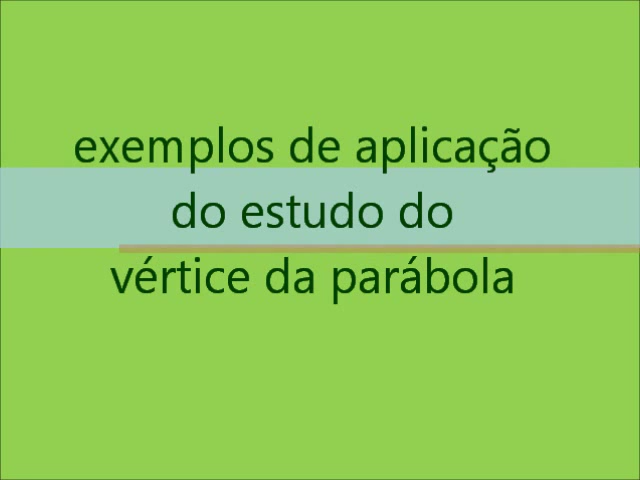 exemplos de aplicação
do estudo do
vértice da parábola